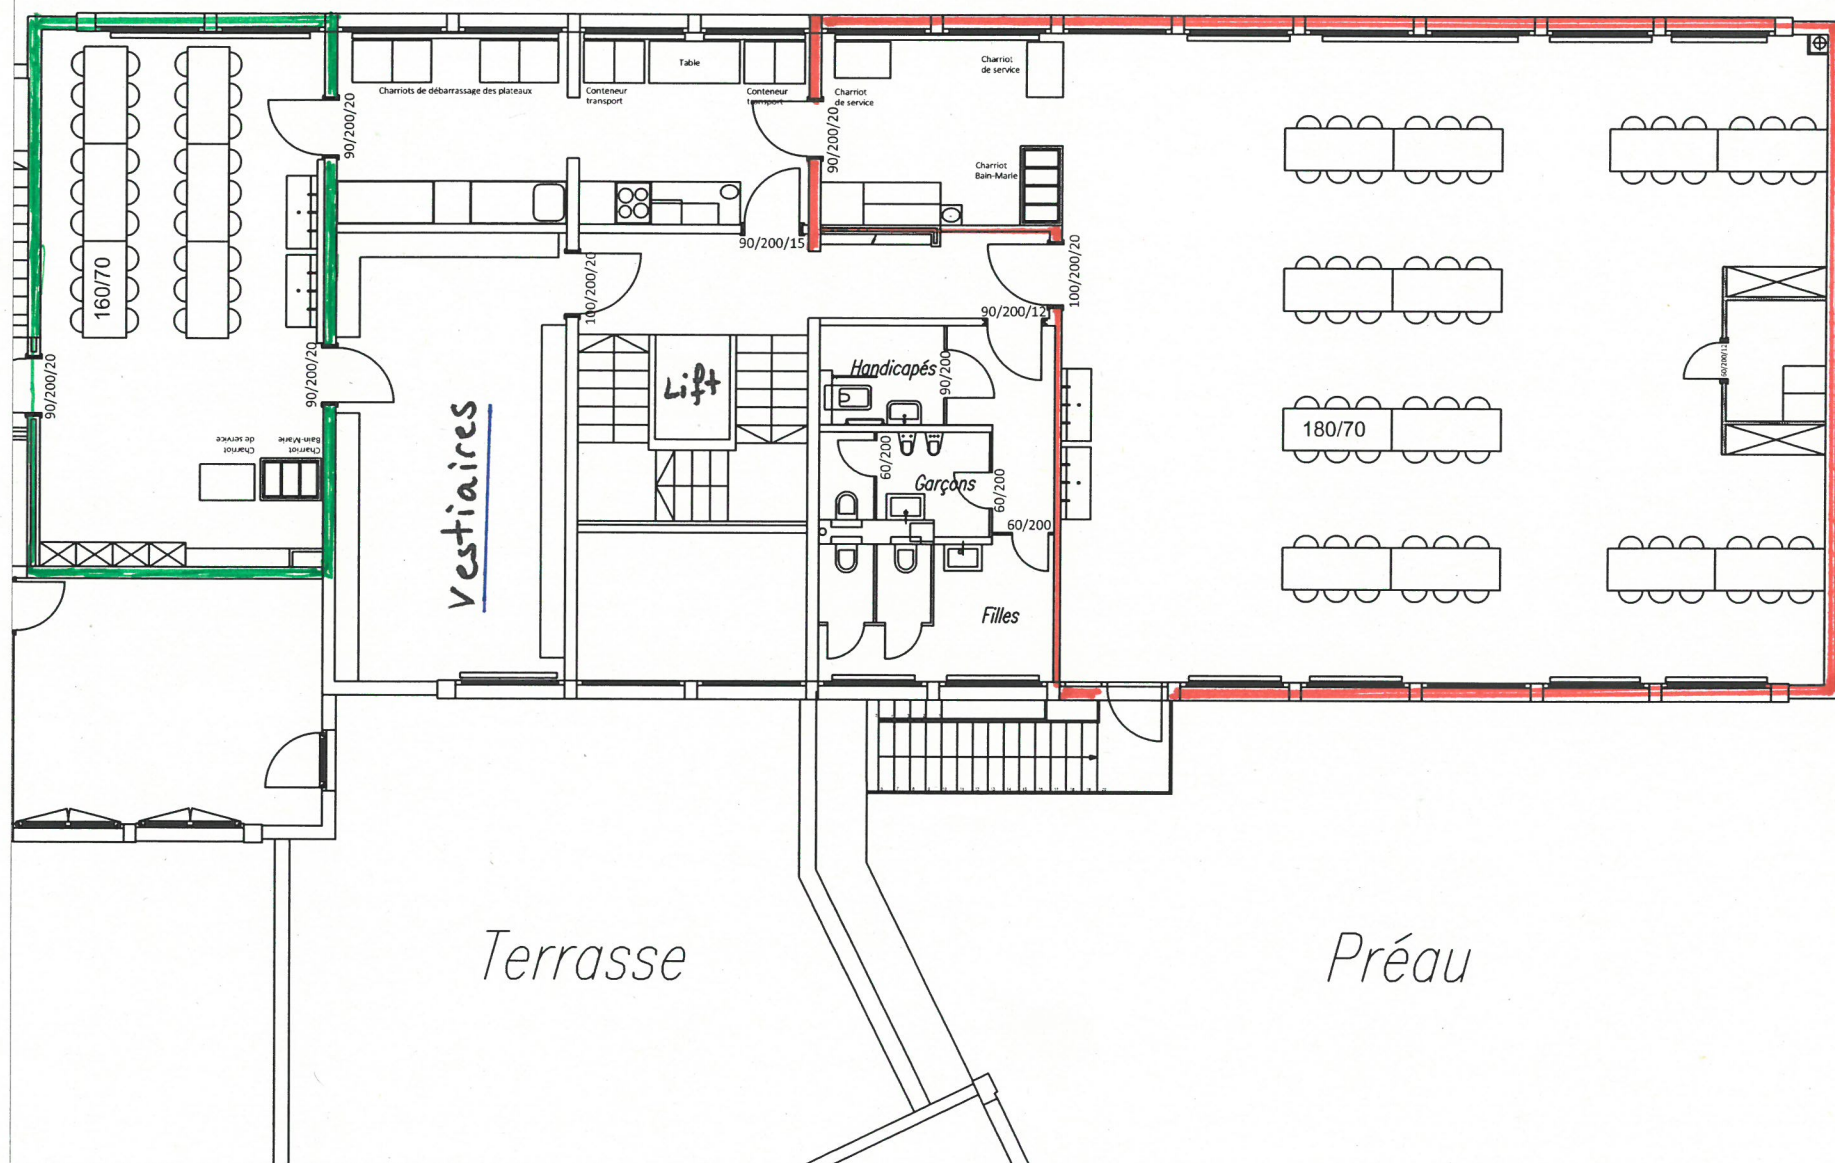 Table
Charriot
de service
Charriots de débarrassage des plateaux
Conteneur
transport
Conteneur
transport
Charriot
de service
90/200/20
90/200/20
Charriot
Bain-Marie
90/200/15
100/200/20
100/200/20
160/70
90/200/12
90/200/20
90/200/20
Handicapés
90/200
Lift
60/200/12
vestiaires
180/70
Charriot
de service
Charriot
Bain-Marie
60/200
Garçons
60/200
60/200
Filles
Terrasse
Préau